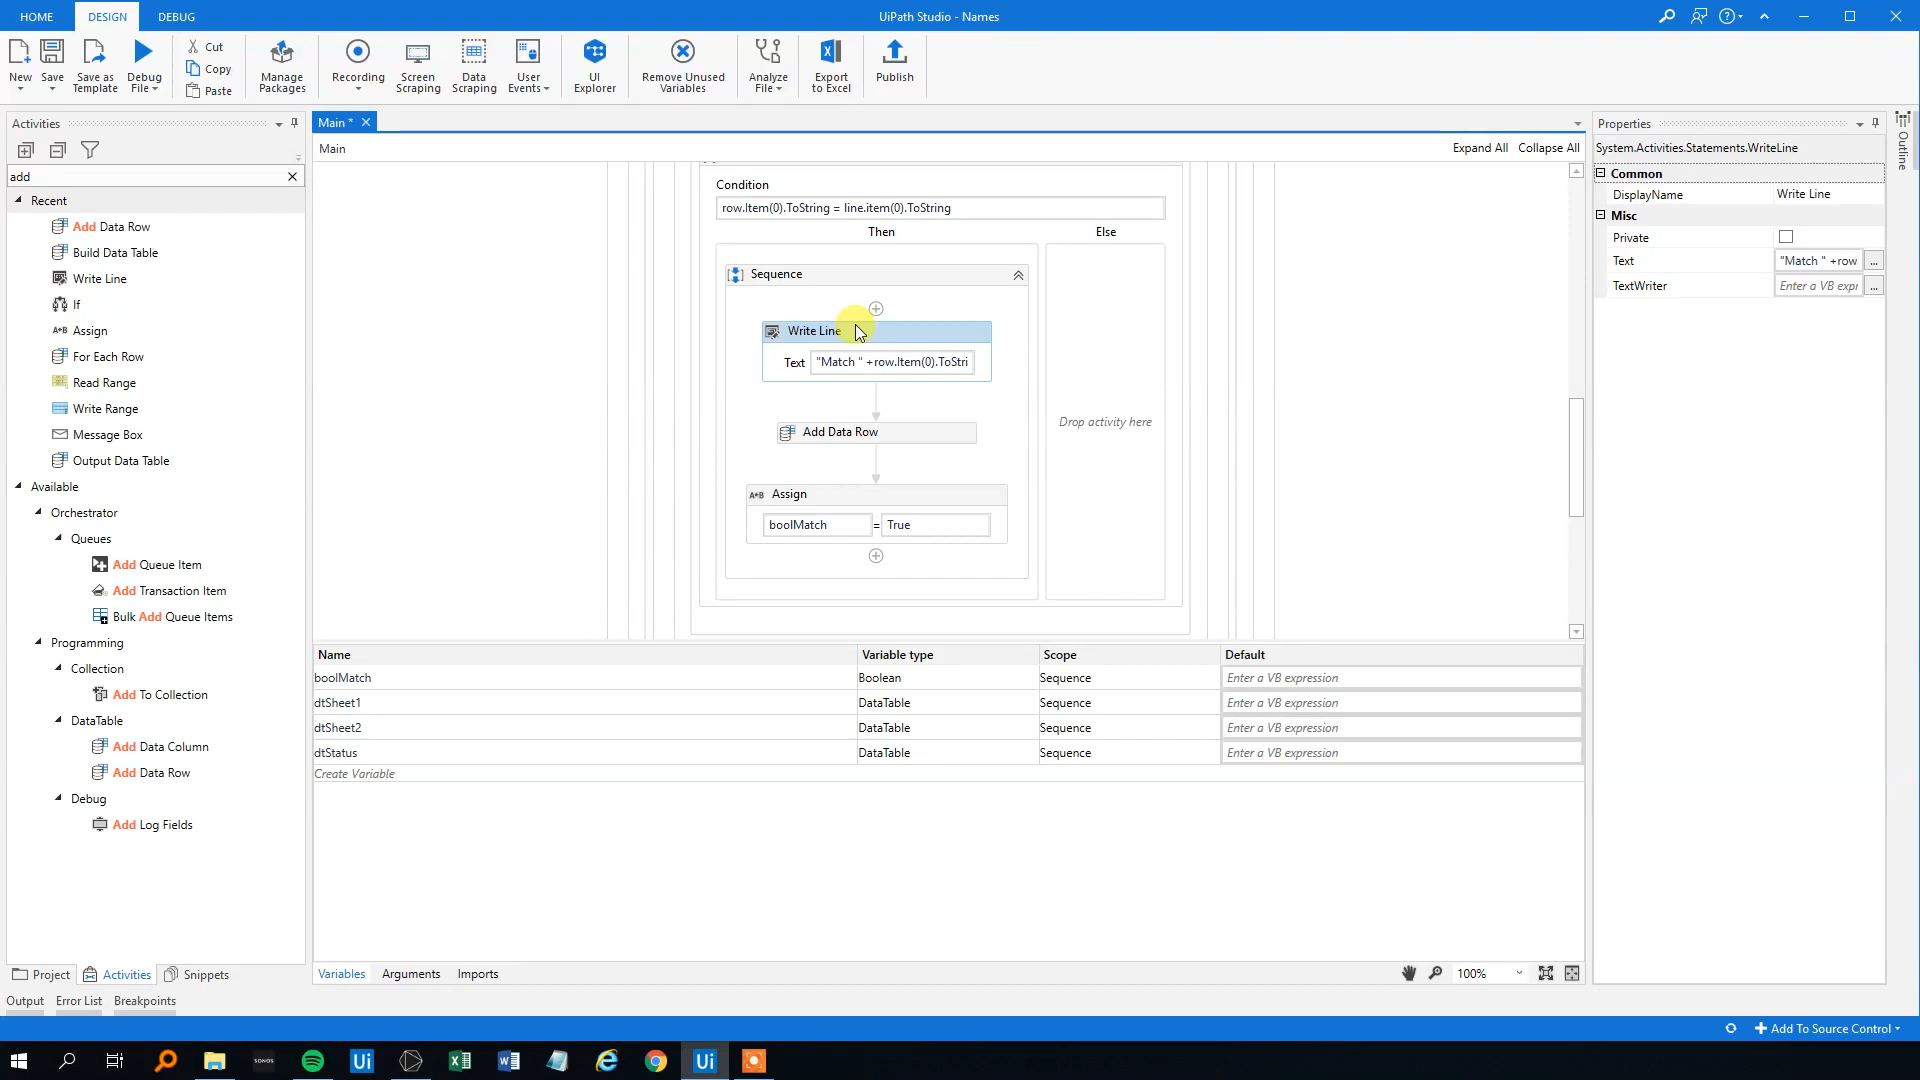 HOME DESIGN DEBUG UiPath Studio - Names
New Save Save as Template Debug File Cut Copy Paste Manage Packages Recording Screen Scraping Data Scraping User Events UI Explorer Remove Unused Variables Analyze File Export to Excel Publish
Activities
add
Recent
Add Data Row
Build Data Table
Write Line
If
A+B Assign
For Each Row
Read Range
Write Range
Message Box
Output Data Table
Available
Orchestrator
Queues
Add Queue Item
Add Transaction Item
Bulk Add Queue Items
Programming
Collection
Add To Collection
DataTable
Add Data Column
Add Data Row
Debug
Add Log Fields
Project Activities Snippets
Main *
Main Expand All Collapse All
Condition
row.Item(0).ToString = line.item(0).ToString
Then Else
Sequence
Write Line
Text "Match " +row.Item(0).ToStri
Drop activity here
Add Data Row
A+B Assign
boolMatch = True
Name Variable type Scope Default
boolMatch Boolean Sequence Enter a VB expression
dtSheet1 DataTable Sequence Enter a VB expression
dtSheet2 DataTable Sequence Enter a VB expression
dtStatus DataTable Sequence Enter a VB expression
Create Variable
Variables Arguments Imports 100%
Properties
System.Activities.Statements.WriteLine
Common
DisplayName Write Line
Misc
Private
Text "Match " +row ...
TextWriter Enter a VB expr ...
Outline
Output Error List Breakpoints
Add To Source Control
SONOS Ui Ui